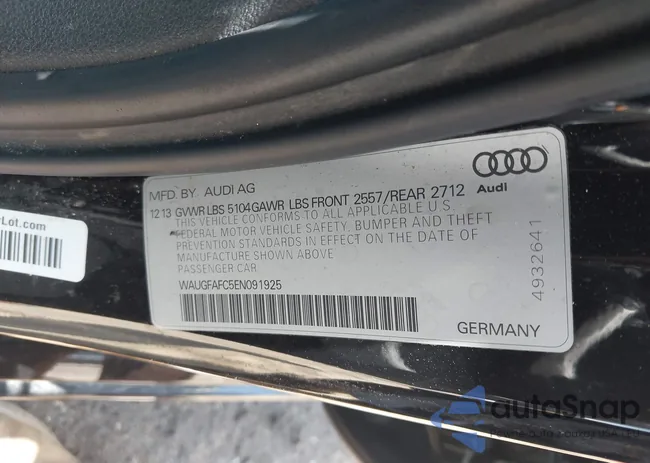 MFD. BY. AUDI AG
12 13 GVWR LBS 5104 GAWR LBS FRONT 2557/REAR 2712
THIS VEHICLE CONFORMS TO ALL APPLICABLE U.S.
FEDERAL MOTOR VEHICLE SAFETY, BUMPER AND THEFT
PREVENTION STANDARDS IN EFFECT ON THE DATE OF
MANUFACTURE SHOWN ABOVE
PASSENGER CAR.
WAUGFAFC5EN091925
Audi
4932641
GERMANY
rLot.com
autoSnap